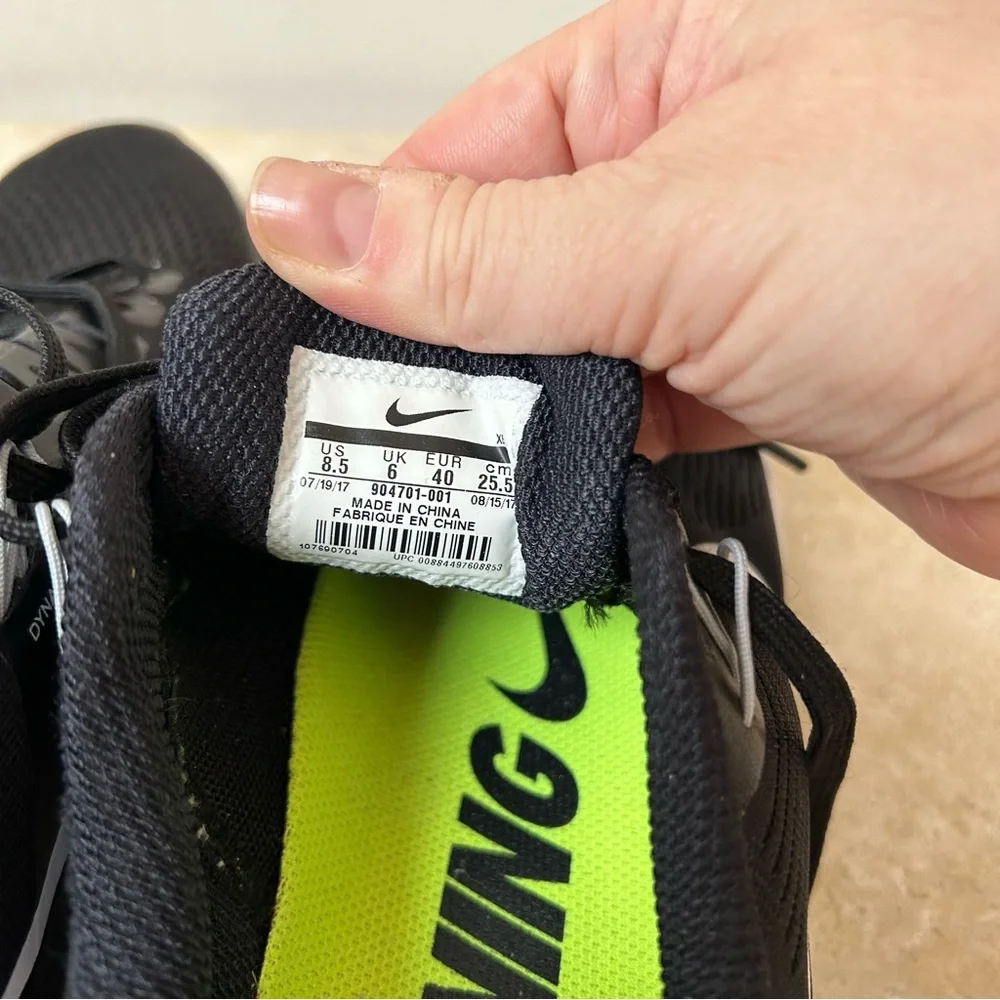 XL
US UK EUR cm
8.5 6 40 25.5
07/19/17 904701-001 08/15/17
MADE IN CHINA
FABRIQUE EN CHINE
107690704 UPC 00884497608853
NING